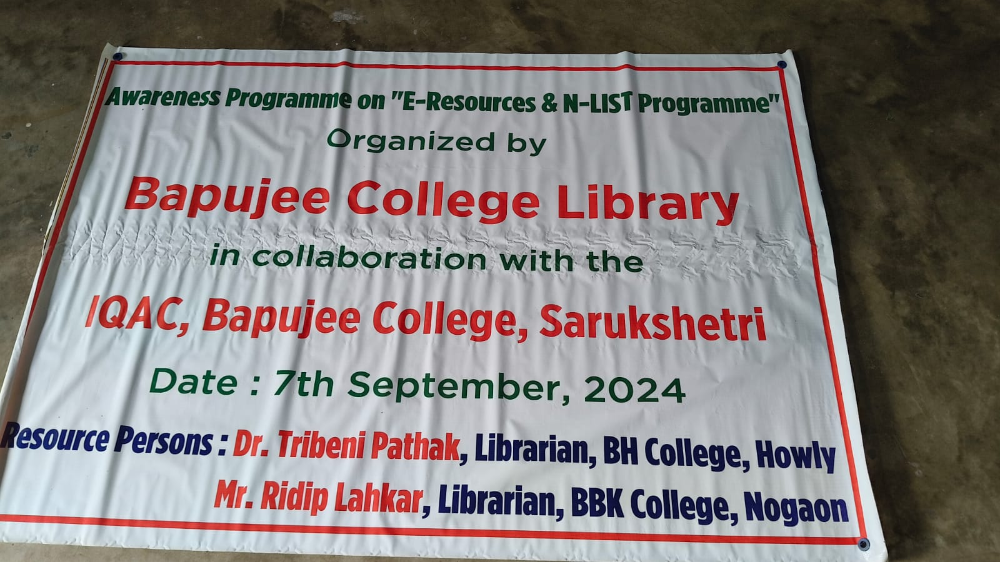 Awareness Programme on "E-Resources & N-LIST Programme"
Organized by
Bapujee College Library
in collaboration with the
IQAC, Bapujee College, Sarukshetri
Date : 7th September, 2024
Resource Persons : Dr. Tribeni Pathak, Librarian, BH College, Howly
Mr. Ridip Lahkar, Librarian, BBK College, Nogaon